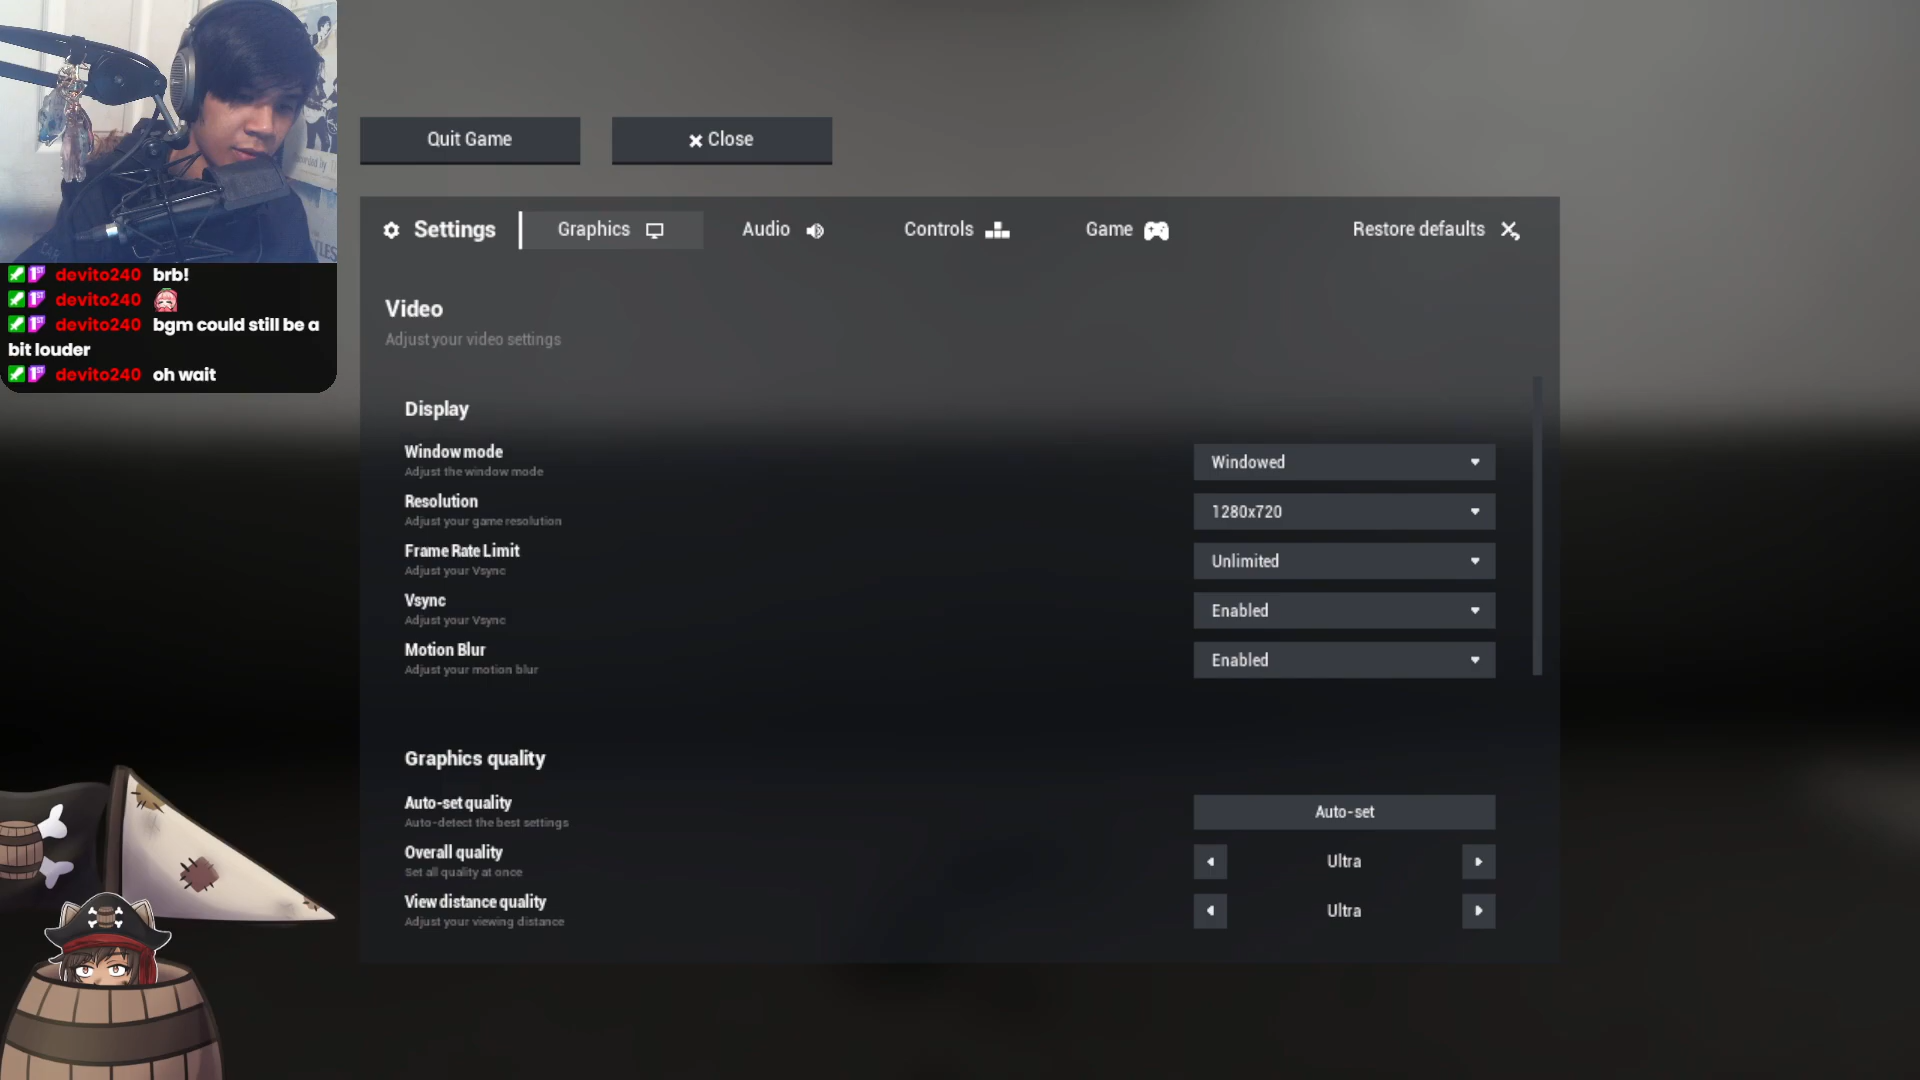 Quit Game
Close
Settings
Graphics
Audio
Controls
Game
Restore defaults
devito240 brb!
devito240
devito240 bgm could still be a
bit louder
devito240 oh wait
Video
Adjust your video settings
Display
Window mode
Adjust the window mode
Windowed
Resolution
Adjust your game resolution
1280x720
Frame Rate Limit
Adjust your Vsync
Unlimited
Vsync
Adjust your Vsync
Enabled
Motion Blur
Adjust your motion blur
Enabled
Graphics quality
Auto-set quality
Auto-detect the best settings
Auto-set
Overall quality
Set all quality at once
Ultra
View distance quality
Adjust your viewing distance
Ultra